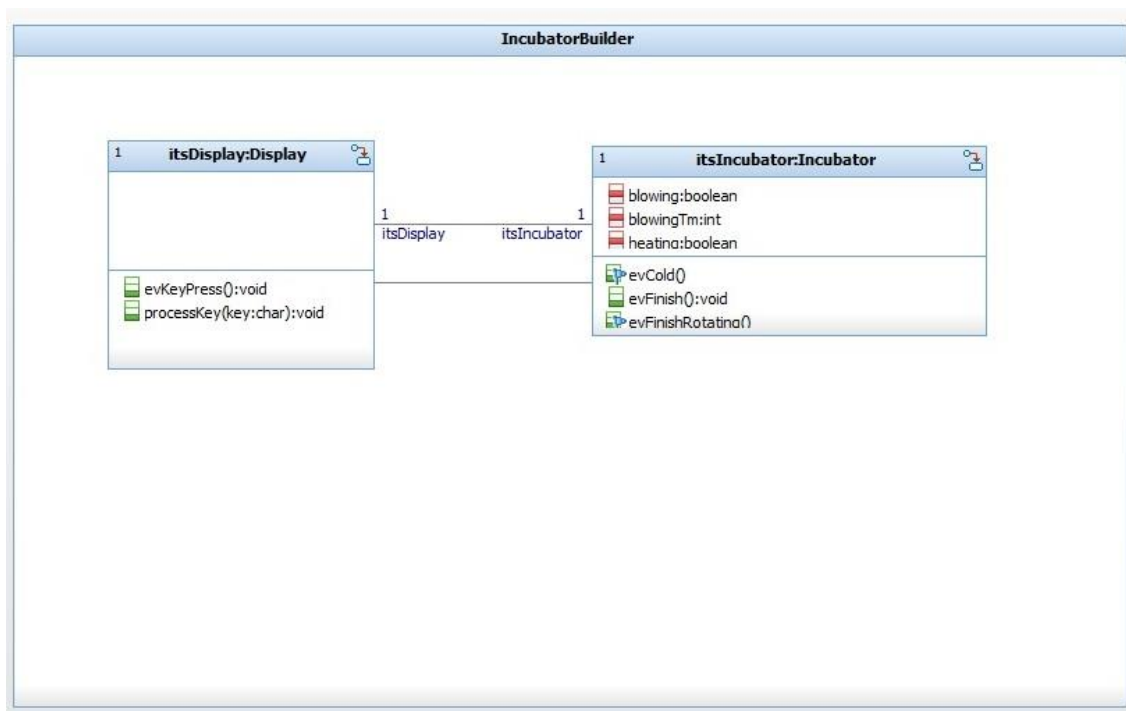 IncubatorBuilder
1 itsDisplay:Display
evKeyPress():void
processKey(key:char):void
1 1
itsDisplay itsIncubator
1 itsIncubator:Incubator
blowing:boolean
blowingTm:int
heating:boolean
evCold()
evFinish():void
evFinishRotating()